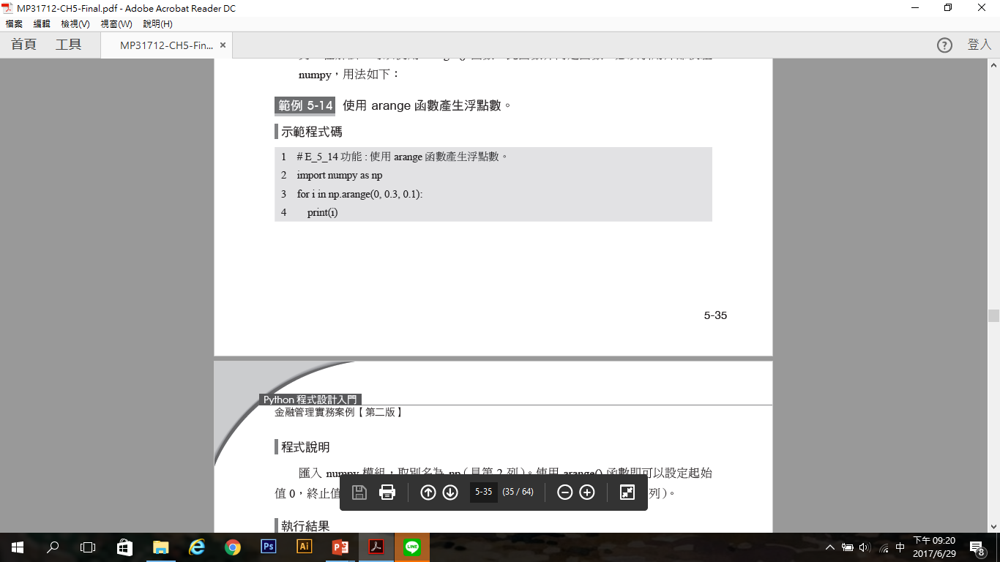 MP31712-CH5-Final.pdf - Adobe Acrobat Reader DC
檔案 編輯 檢視(V) 視窗(W) 說明(H)
首頁 工具 MP31712-CH5-Fin... × ? 登入
numpy，用法如下：
範例 5-14 使用 arange 函數產生浮點數。
示範程式碼
1 # E_5_14 功能 : 使用 arange 函數產生浮點數。
2 import numpy as np
3 for i in np.arange(0, 0.3, 0.1):
4 print(i)
5-35
Python 程式設計入門
金融管理實務案例【第二版】
程式說明
匯入 numpy 模組，取別名為 np（見第 2 列）。使用 arange() 函數即可以設定起始
值 0，終止值 列）。
5-35 (35 / 64)
執行結果
Ps Ai LINE 中 下午 09:20
2017/6/29 8